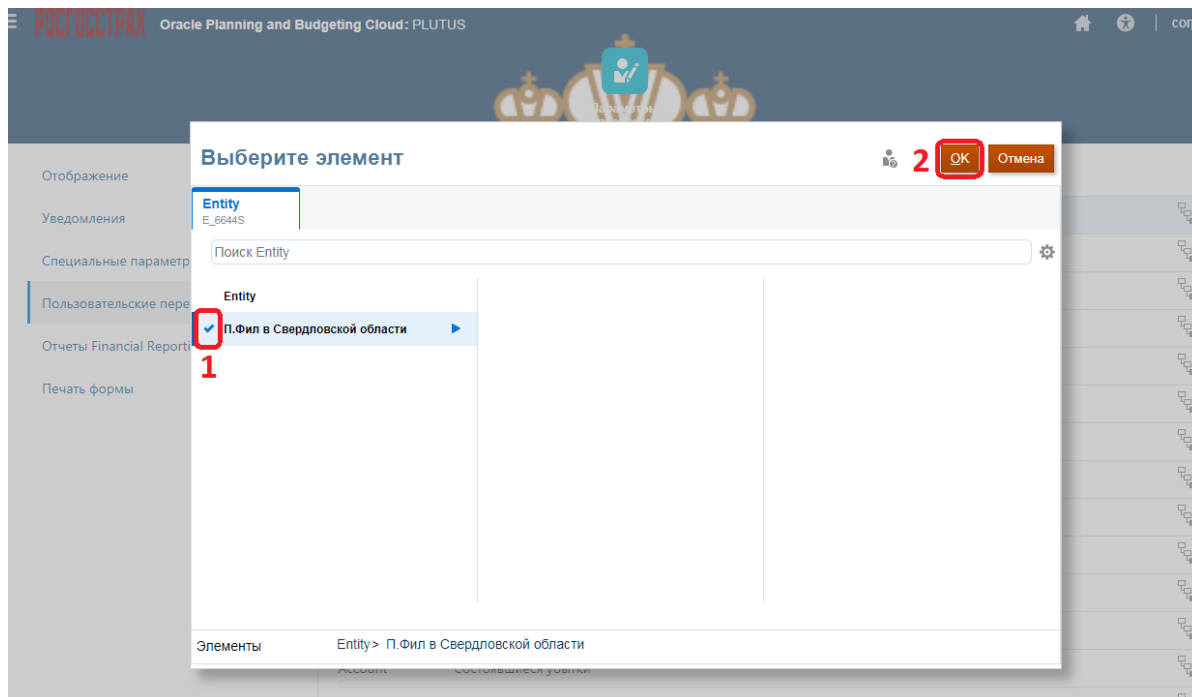 РОСГОССТРАХ Oracle Planning and Budgeting Cloud: PLUTUS
Параметры
Выберите элемент
2 OK Отмена
Отображение
Entity
E_6644S
Уведомления
Поиск Entity
Специальные параметр
Entity
Пользовательские пере
П.Фил в Свердловской области
Отчеты Financial Reporti
1
Печать формы
Элементы Entity> П.Фил в Свердловской области
Account Состоявшиеся убытки